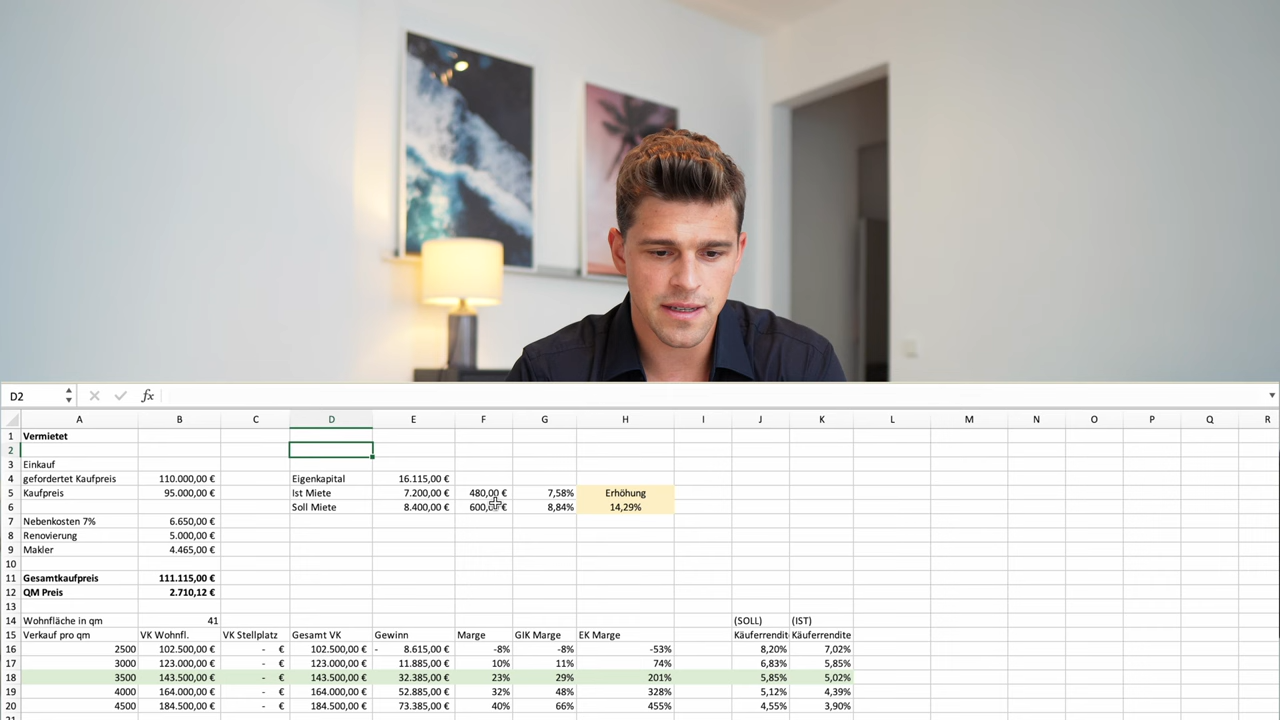 D2 fx
A B C D E F G H I J K L M N O P Q R
1 Vermietet
2
3 Einkauf
4 gefordertet Kaufpreis 110.000,00 € Eigenkapital 16.115,00 €
5 Kaufpreis 95.000,00 € Ist Miete 7.200,00 € 480,00 € 7,58% Erhöhung
6 Soll Miete 8.400,00 € 8,84% 14,29%
7 Nebenkosten 7% 6.650,00 €
8 Renovierung 5.000,00 €
9 Makler 4.465,00 €
10
11 Gesamtkaufpreis 111.115,00 €
12 QM Preis 2.710,12 €
13
14 Wohnfläche in qm 41 (SOLL) (IST)
15 Verkauf pro qm VK Wohnfl. VK Stellplatz Gesamt VK Gewinn Marge GIK Marge EK Marge Käuferrendit Käuferrendite
16 2500 102.500,00 € - € 102.500,00 € - 8.615,00 € -8% -8% -53% 8,20% 7,02%
17 3000 123.000,00 € - € 123.000,00 € 11.885,00 € 10% 11% 74% 6,83% 5,85%
18 3500 143.500,00 € - € 143.500,00 € 32.385,00 € 23% 29% 201% 5,85% 5,02%
19 4000 164.000,00 € - € 164.000,00 € 52.885,00 € 32% 48% 328% 5,12% 4,39%
20 4500 184.500,00 € - € 184.500,00 € 73.385,00 € 40% 66% 455% 4,55% 3,90%